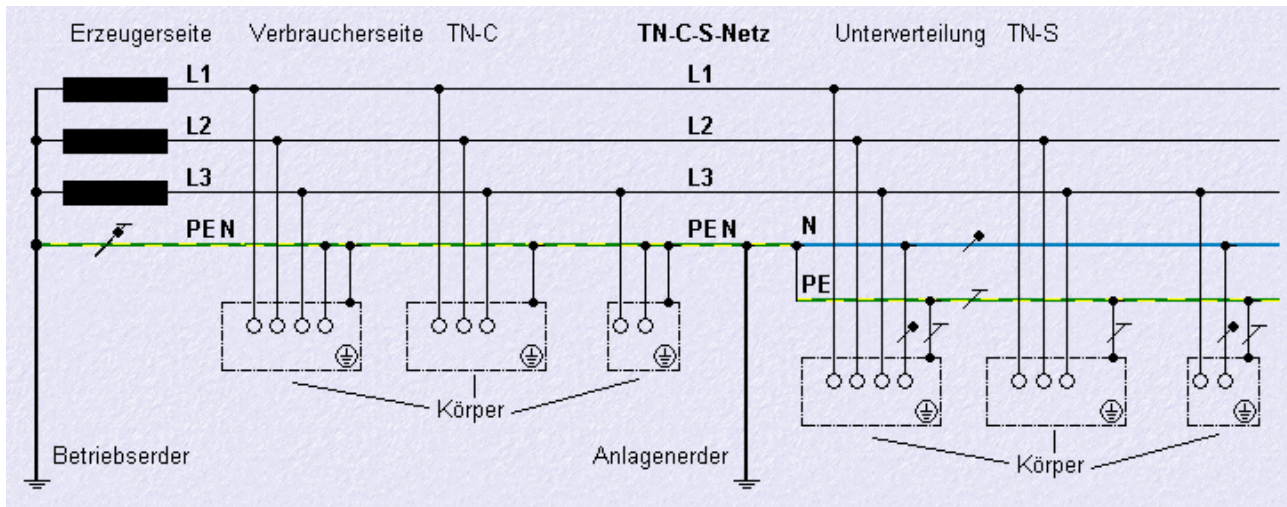 Erzeugerseite Verbraucherseite TN-C TN-C-S-Netz Unterverteilung TN-S
L1 L1
L2 L2
L3 L3
PEN PEN N
PE
Körper
Betriebserder Anlagenerder Körper